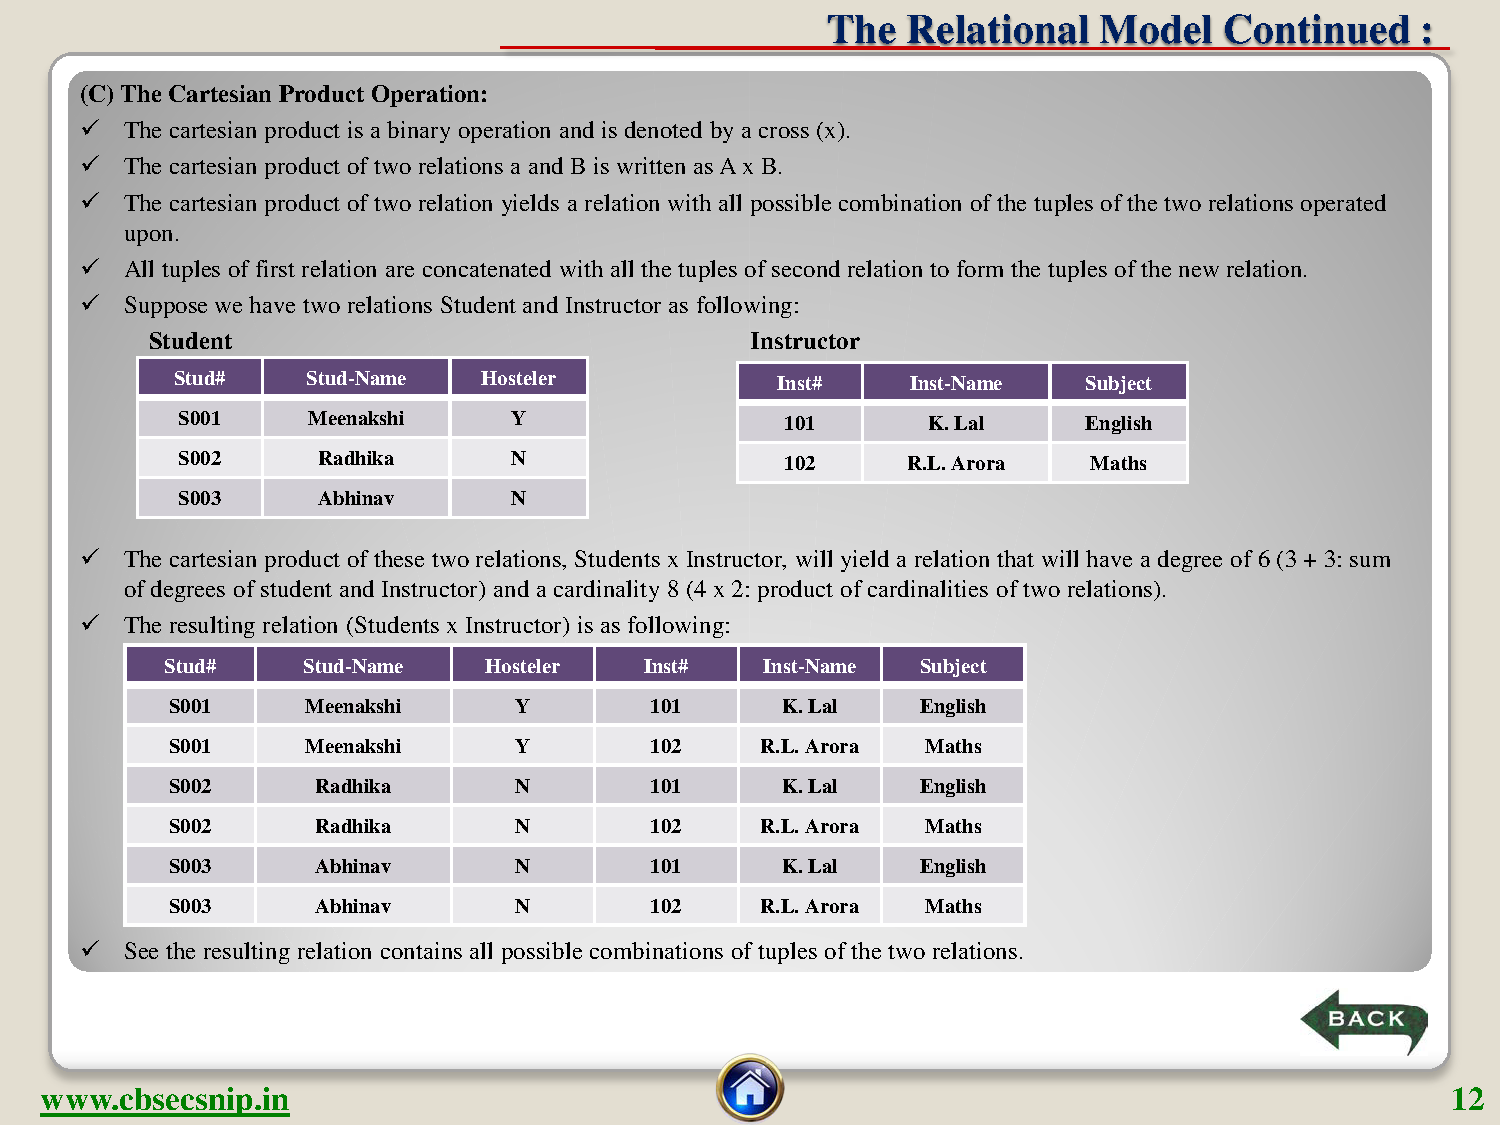 The Relational Model Continued :
(C) The Cartesian Product Operation:
✓ The cartesian product is a binary operation and is denoted by a cross (x).
✓ The cartesian product of two relations a and B is written as A x B.
✓ The cartesian product of two relation yields a relation with all possible combination of the tuples of the two relations operated
upon.
✓ All tuples of first relation are concatenated with all the tuples of second relation to form the tuples of the new relation.
✓ Suppose we have two relations Student and Instructor as following:
Student Instructor
Stud# Stud-Name Hosteler
S001 Meenakshi Y
S002 Radhika N
S003 Abhinav N
Inst# Inst-Name Subject
101 K. Lal English
102 R.L. Arora Maths
✓ The cartesian product of these two relations, Students x Instructor, will yield a relation that will have a degree of 6 (3 + 3: sum
of degrees of student and Instructor) and a cardinality 8 (4 x 2: product of cardinalities of two relations).
✓ The resulting relation (Students x Instructor) is as following:
Stud# Stud-Name Hosteler Inst# Inst-Name Subject
S001 Meenakshi Y 101 K. Lal English
S001 Meenakshi Y 102 R.L. Arora Maths
S002 Radhika N 101 K. Lal English
S002 Radhika N 102 R.L. Arora Maths
S003 Abhinav N 101 K. Lal English
S003 Abhinav N 102 R.L. Arora Maths
✓ See the resulting relation contains all possible combinations of tuples of the two relations.
BACK
www.cbsecsnip.in 12